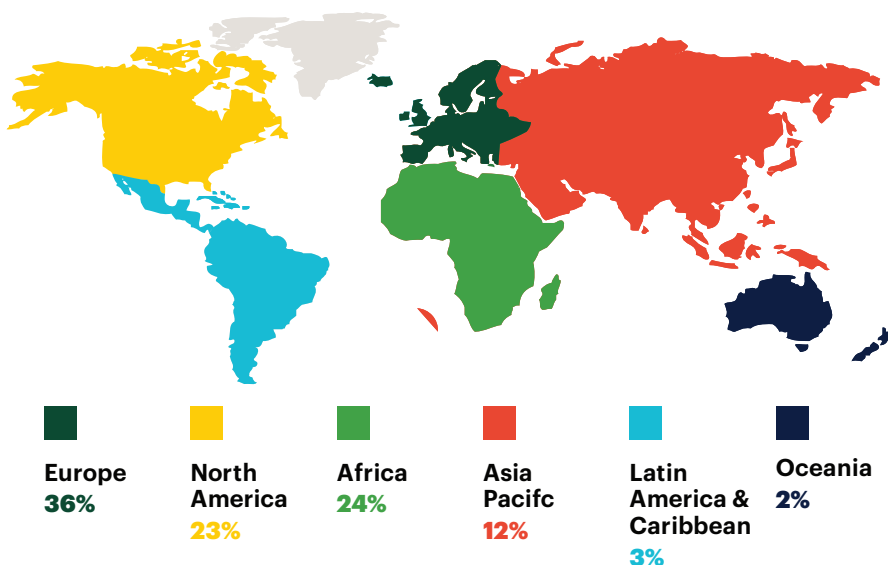 Europe
36%
North
America
23%
Africa
24%
Asia
Pacifc
12%
Latin
America &
Caribbean
3%
Oceania
2%